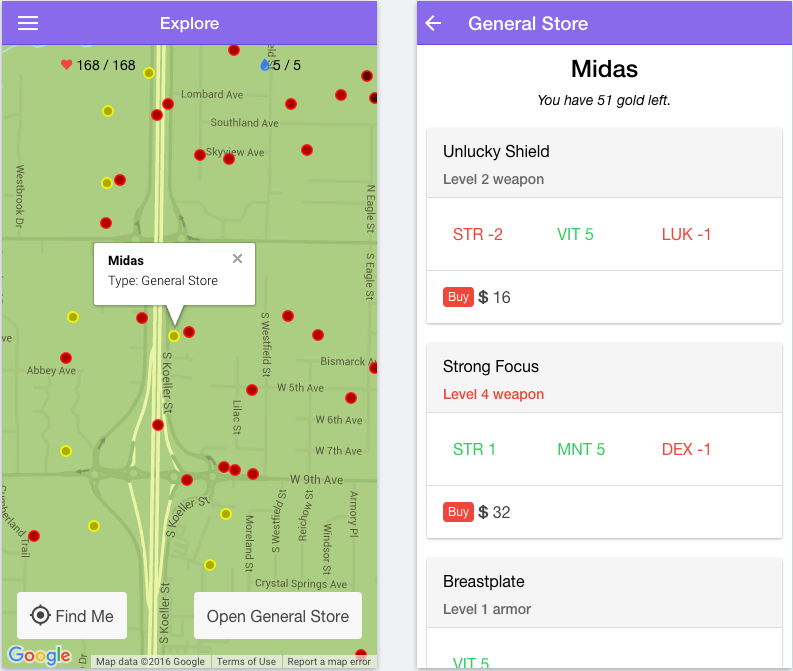 Explore
168 / 168
5 / 5
Lombard Ave
Southland Ave
Skyview Ave
Westbrook Dr
N Eagle St
S Eagle St
Midas
Type: General Store
S Westfield St
Bismarck A
Abbey Ave
S Koeller St
W 5th Ave
Lilac St
W 6th Ave
W 7th Ave
W 9th Ave
S Koeller St
Cumberland Trail
Moreland St
S Westfield St
Reichow St
Windsor St
Armory Pl
Crystal Springs Ave
S Koeller St
Find Me
Open General Store
Google
Dr
Map data ©2016 Google
Terms of Use
Report a map error
General Store
Midas
You have 51 gold left.
Unlucky Shield
Level 2 weapon
STR -2 VIT 5 LUK -1
Buy $ 16
Strong Focus
Level 4 weapon
STR 1 MNT 5 DEX -1
Buy $ 32
Breastplate
Level 1 armor
VIT 5